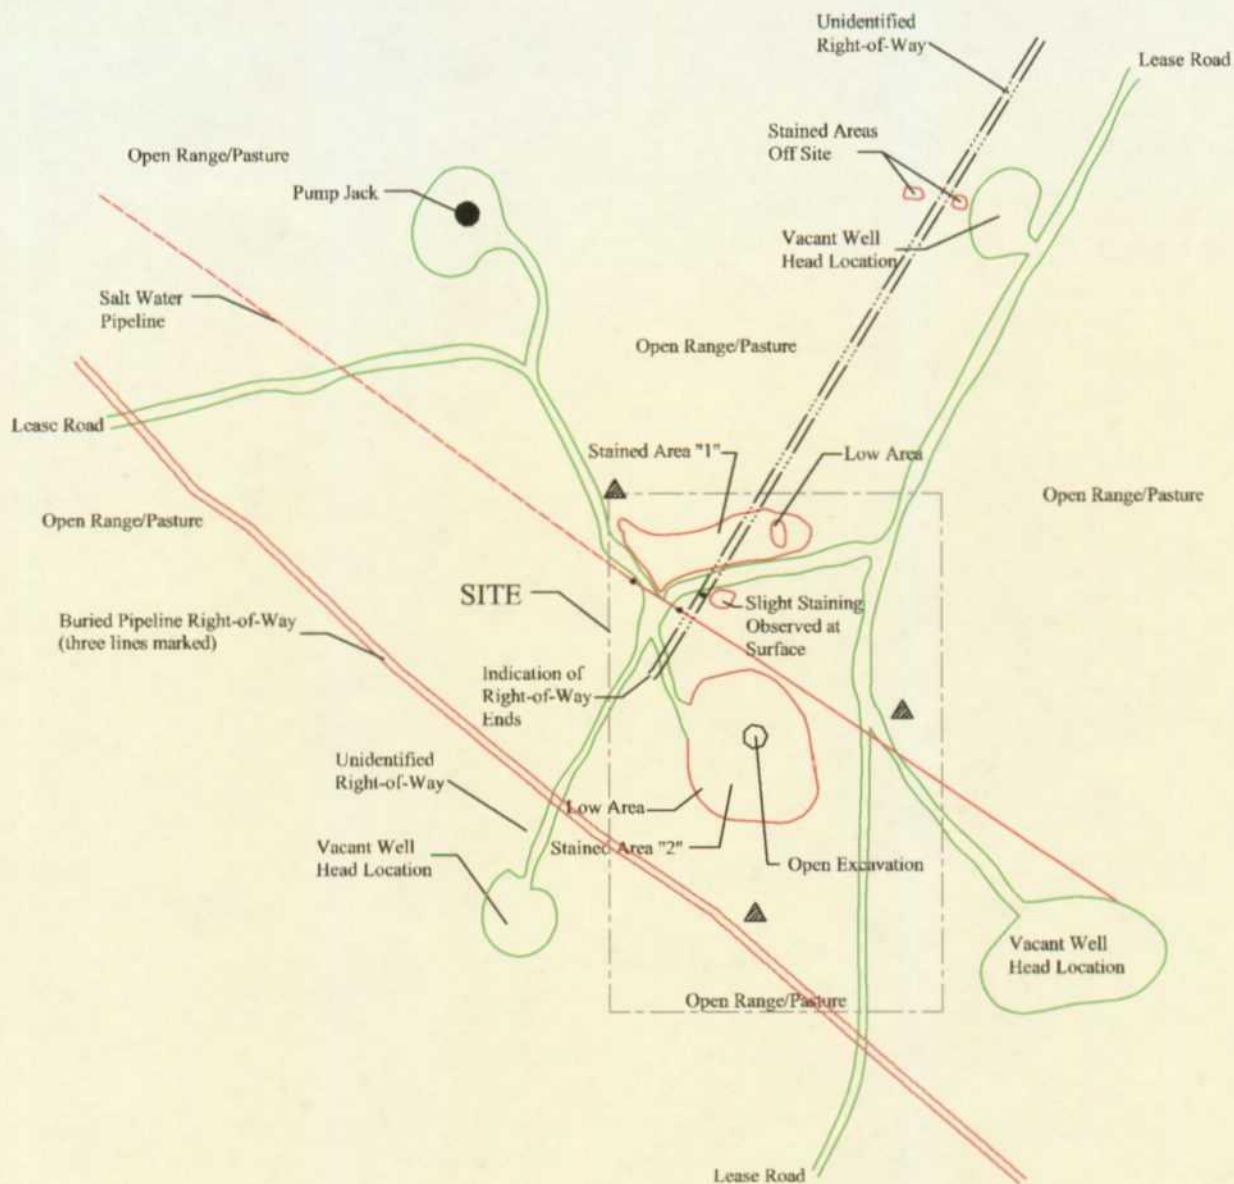 Unidentified
Right-of-Way
Lease Road
Stained Areas
Off Site
Open Range/Pasture
Pump Jack
Vacant Well
Head Location
Salt Water
Pipeline
Open Range/Pasture
Lease Road
Stained Area "1"
Low Area
Open Range/Pasture
Open Range/Pasture
SITE
Slight Staining
Observed at
Surface
Buried Pipeline Right-of-Way
(three lines marked)
Indication of
Right-of-Way
Ends
Unidentified
Right-of-Way
Low Area
Vacant Well
Head Location
Stained Area "2"
Open Excavation
Vacant Well
Head Location
Open Range/Pasture
Lease Road